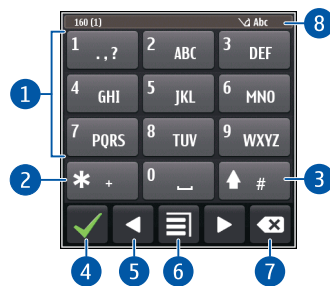 160 (1) Abc 8
1 .,? 2 ABC 3 DEF
1
4 GHI 5 JKL 6 MNO
7 PQRS 8 TUV 9 WXYZ
2 * + 0 ⎵ # 3
4 5 6 7